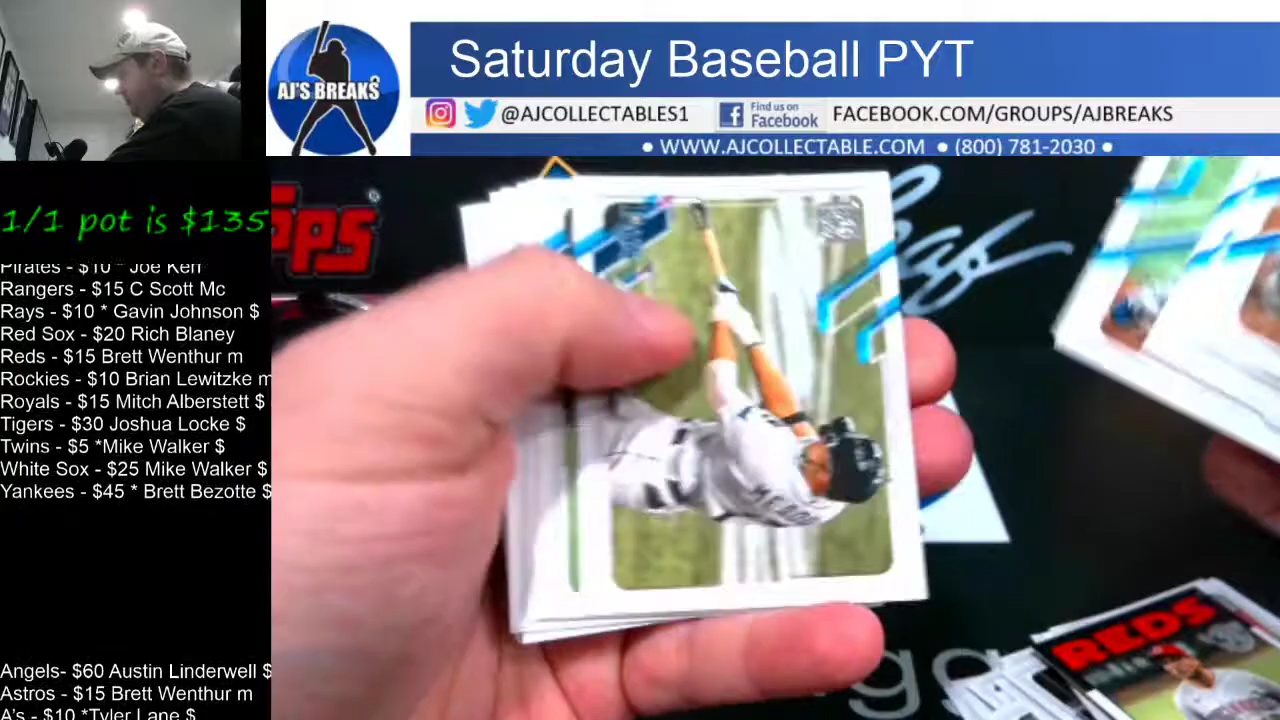 Saturday Baseball PYT
AJ'S BREAKS
@AJCOLLECTABLES1
Find us on
Facebook
FACEBOOK.COM/GROUPS/AJBREAKS
• WWW.AJCOLLECTABLE.COM • (800) 781-2030 •
1/1 pot is $135
Pirates - $10 * Joe Kerr
Rangers - $15 C Scott Mc
Rays - $10 * Gavin Johnson $
Red Sox - $20 Rich Blaney
Reds - $15 Brett Wenthur m
Rockies - $10 Brian Lewitzke m
Royals - $15 Mitch Alberstett $
Tigers - $30 Joshua Locke $
Twins - $5 *Mike Walker $
White Sox - $25 Mike Walker $
Yankees - $45 * Brett Bezotte $
Angels- $60 Austin Linderwell $
Astros - $15 Brett Wenthur m
A's - $10 *Tyler Lane $
REDS